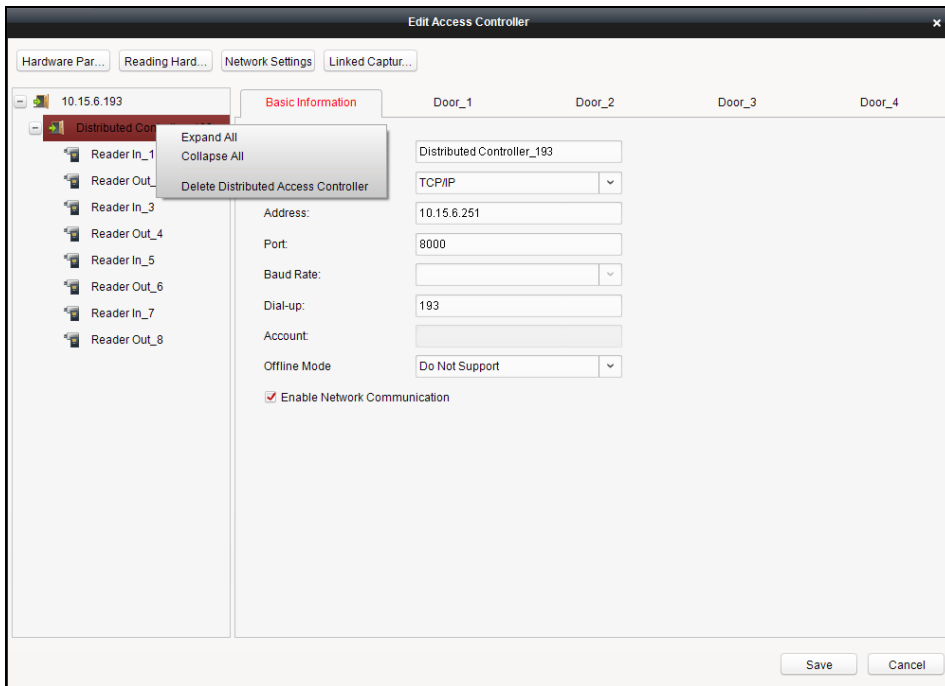 Edit Access Controller
Hardware Par... Reading Hard... Network Settings Linked Captur...
10.15.6.193
Distributed Con
Reader In_1
Reader Out_
Reader In_3
Reader Out_4
Reader In_5
Reader Out_6
Reader In_7
Reader Out_8
Expand All
Collapse All
Delete Distributed Access Controller
Basic Information Door_1 Door_2 Door_3 Door_4
Distributed Controller_193
TCP/IP
Address: 10.15.6.251
Port: 8000
Baud Rate:
Dial-up: 193
Account:
Offline Mode Do Not Support
Enable Network Communication
Save Cancel